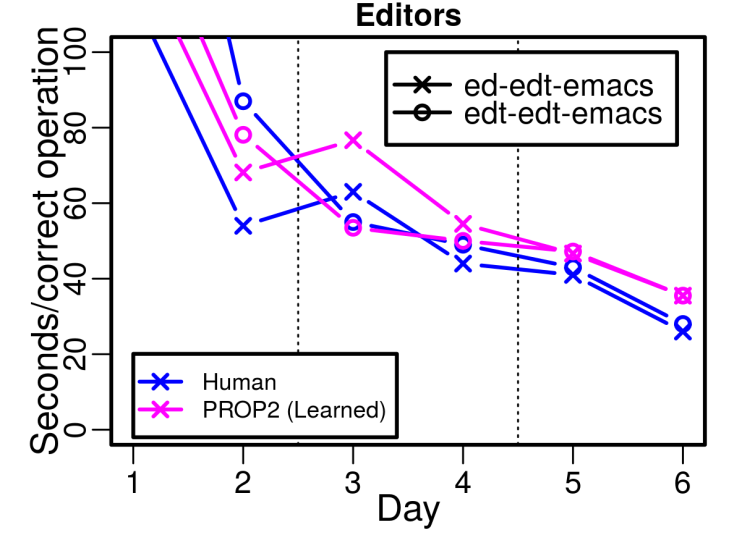 Editors
Seconds/correct operation
100
80
60
40
20
0
ed-edt-emacs
edt-edt-emacs
Human
PROP2 (Learned)
1 2 3 4 5 6
Day